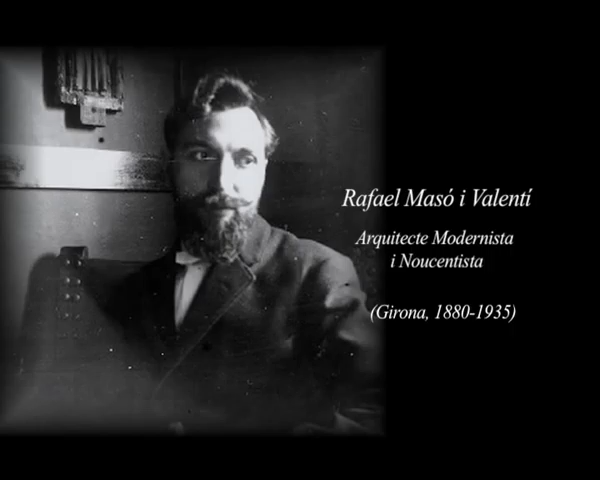 Rafael Masó i Valentí
Arquitecte Modernista
i Noucentista
(Girona, 1880-1935)